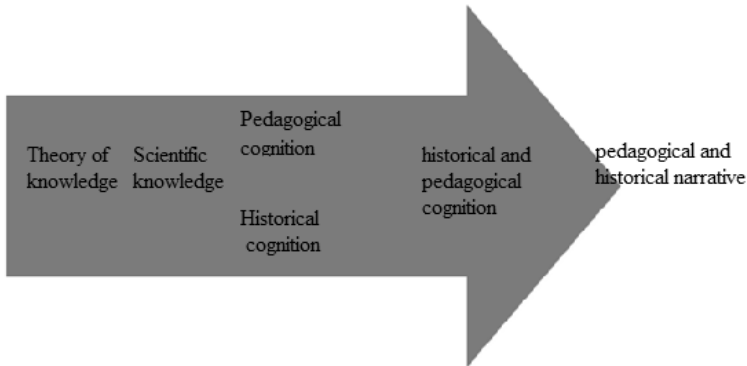 Theory of
knowledge
Scientific
knowledge
Pedagogical
cognition
Historical
cognition
historical and
pedagogical
cognition
pedagogical and
historical narrative